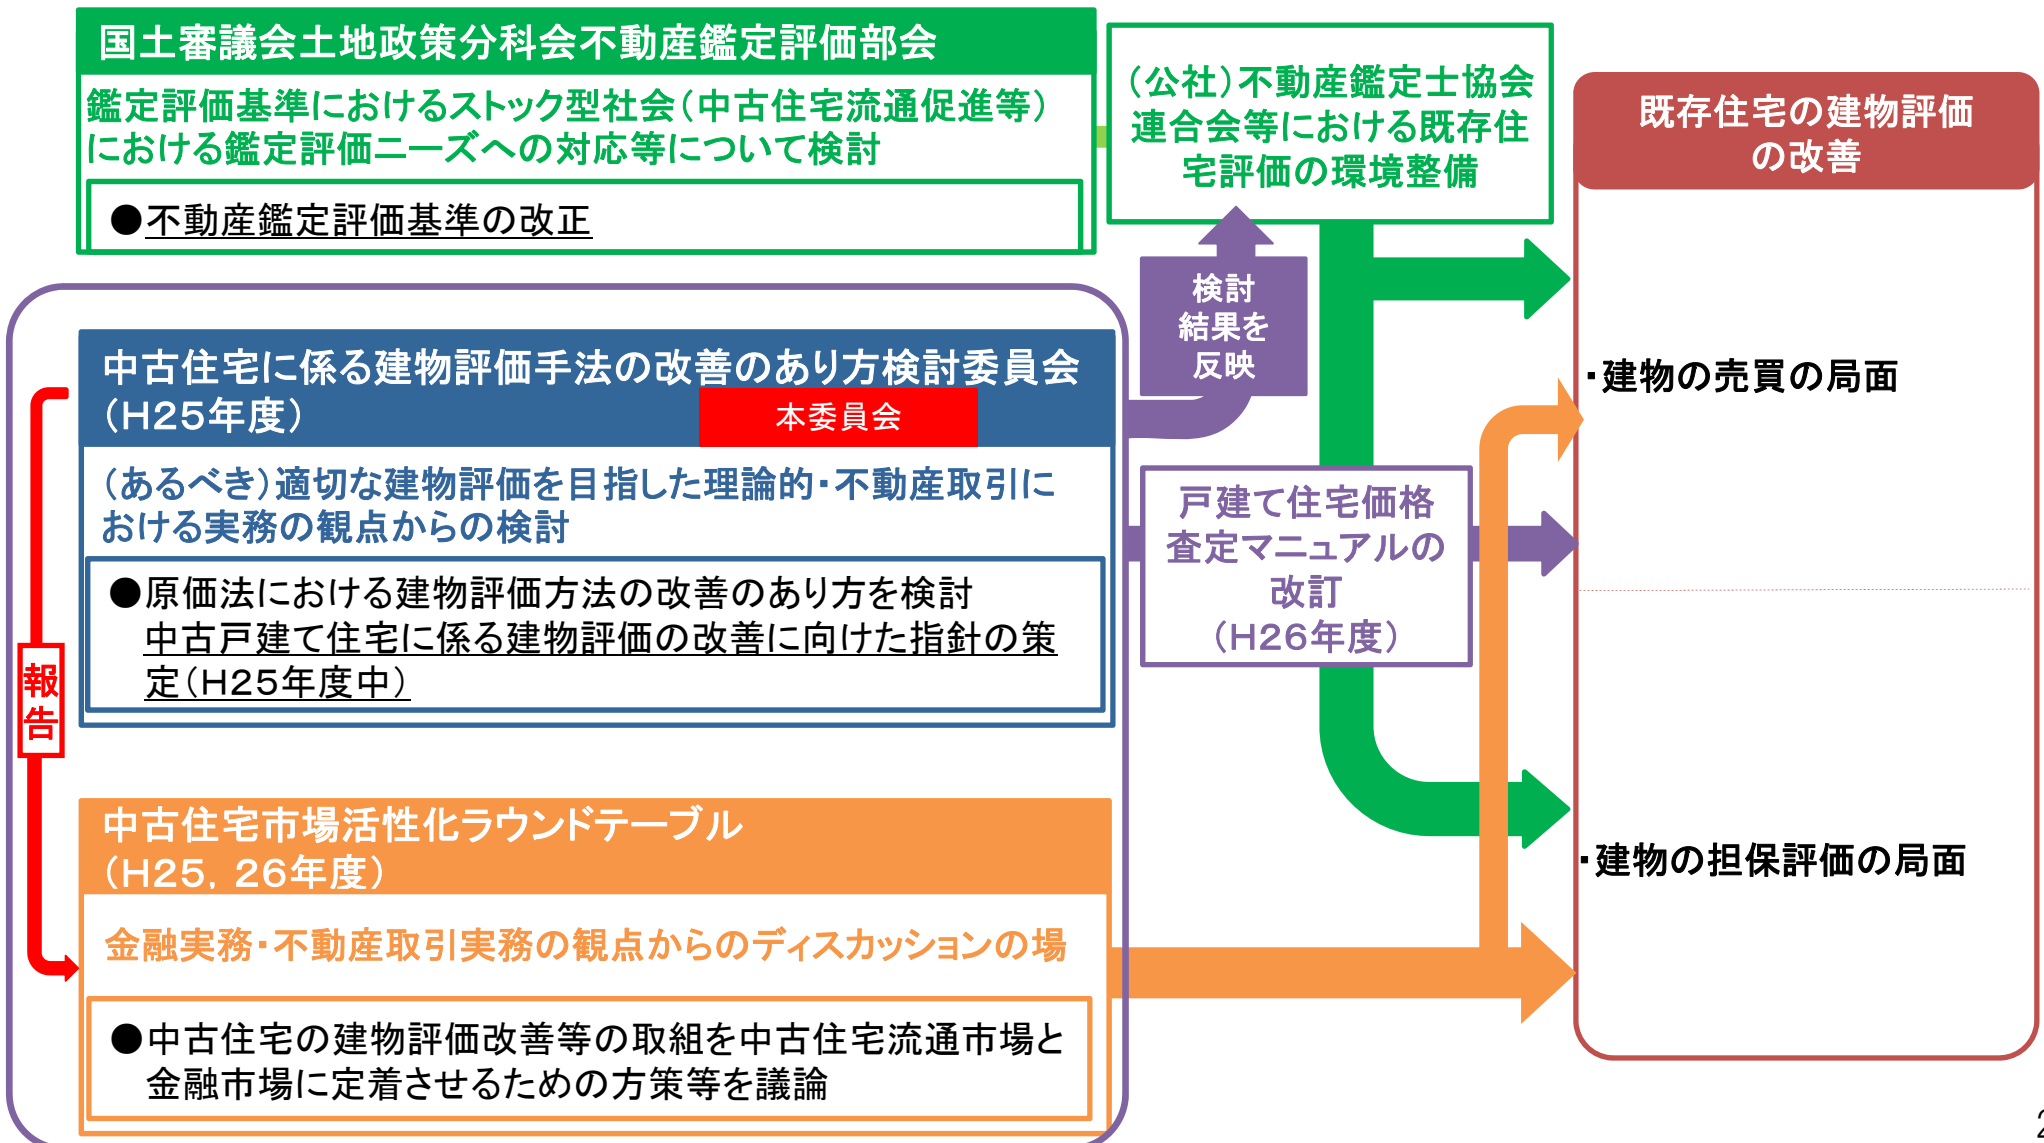 国土審議会土地政策分科会不動産鑑定評価部会
鑑定評価基準におけるストック型社会（中古住宅流通促進等）
における鑑定評価ニーズへの対応等について検討
●不動産鑑定評価基準の改正
（公社）不動産鑑定士協会
連合会等における既存住
宅評価の環境整備
検討
結果を
反映
既存住宅の建物評価
の改善
・建物の売買の局面
・建物の担保評価の局面
中古住宅に係る建物評価手法の改善のあり方検討委員会
（H25年度）
本委員会
（あるべき）適切な建物評価を目指した理論的・不動産取引に
おける実務の観点からの検討
●原価法における建物評価方法の改善のあり方を検討
中古戸建て住宅に係る建物評価の改善に向けた指針の策
定（H25年度中）
戸建て住宅価格
査定マニュアルの
改訂
（H26年度）
報
告
中古住宅市場活性化ラウンドテーブル
（H25，26年度）
金融実務・不動産取引実務の観点からのディスカッションの場
●中古住宅の建物評価改善等の取組を中古住宅流通市場と
金融市場に定着させるための方策等を議論